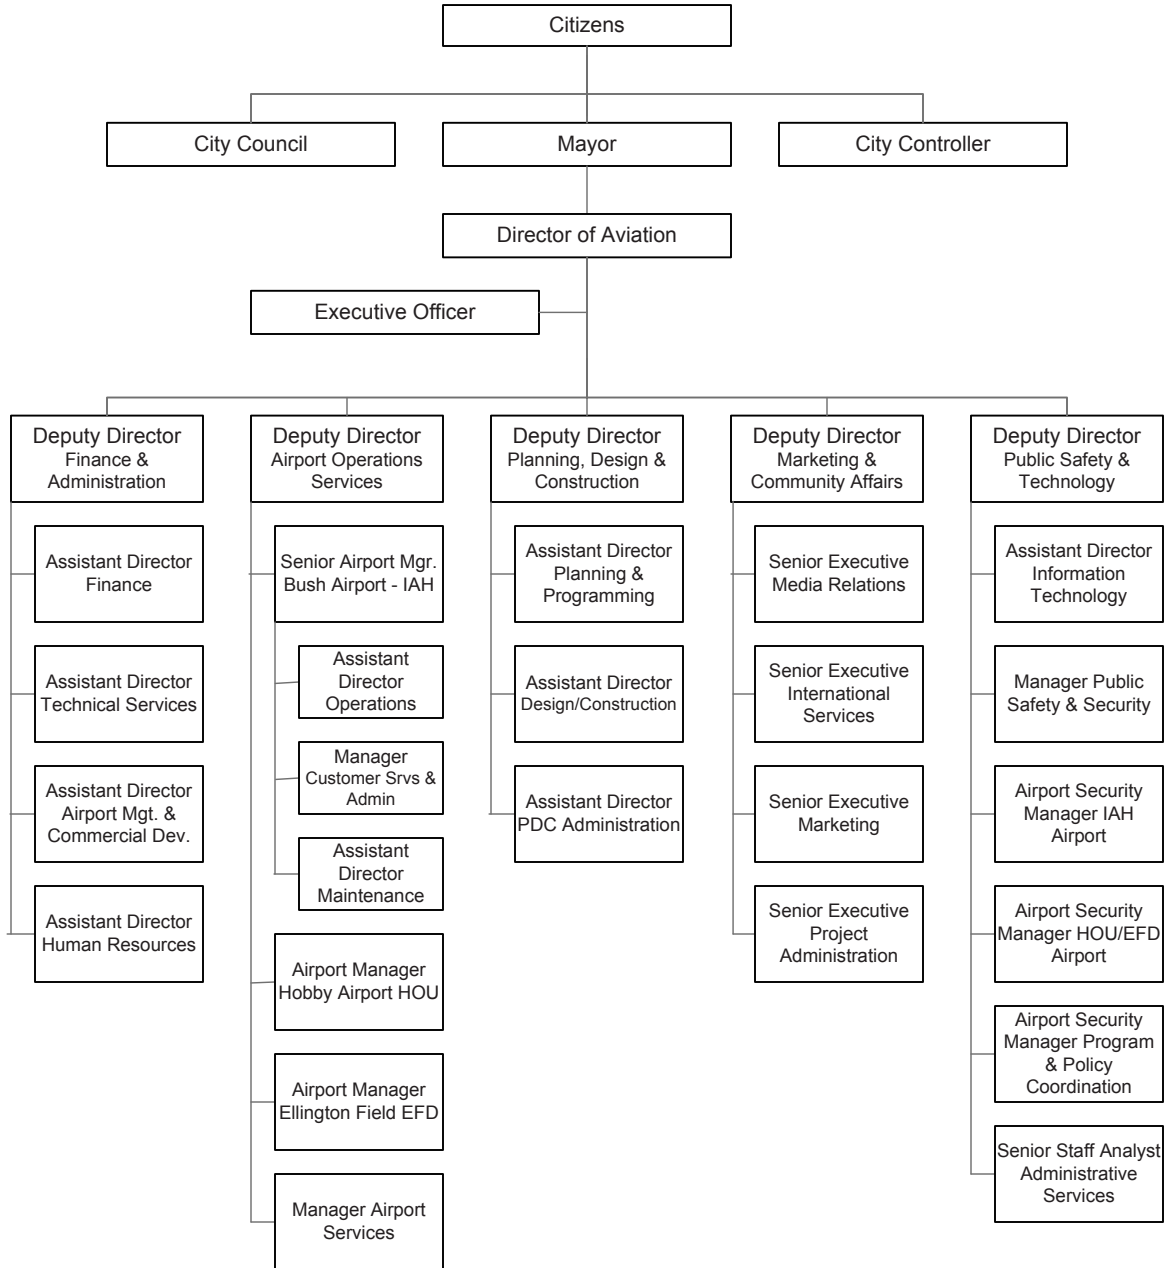 Citizens
City Council
Mayor
City Controller
Director of Aviation
Executive Officer
Deputy Director
Finance &
Administration
Assistant Director
Finance
Assistant Director
Technical Services
Assistant Director
Airport Mgt. &
Commercial Dev.
Assistant Director
Human Resources
Deputy Director
Airport Operations
Services
Senior Airport Mgr.
Bush Airport - IAH
Assistant
Director
Operations
Manager
Customer Srvs &
Admin
Assistant
Director
Maintenance
Airport Manager
Hobby Airport HOU
Airport Manager
Ellington Field EFD
Manager Airport
Services
Deputy Director
Planning, Design &
Construction
Assistant Director
Planning &
Programming
Assistant Director
Design/Construction
Assistant Director
PDC Administration
Deputy Director
Marketing &
Community Affairs
Senior Executive
Media Relations
Senior Executive
International
Services
Senior Executive
Marketing
Senior Executive
Project
Administration
Deputy Director
Public Safety &
Technology
Assistant Director
Information
Technology
Manager Public
Safety & Security
Airport Security
Manager IAH
Airport
Airport Security
Manager HOU/EFD
Airport
Airport Security
Manager Program
& Policy
Coordination
Senior Staff Analyst
Administrative
Services